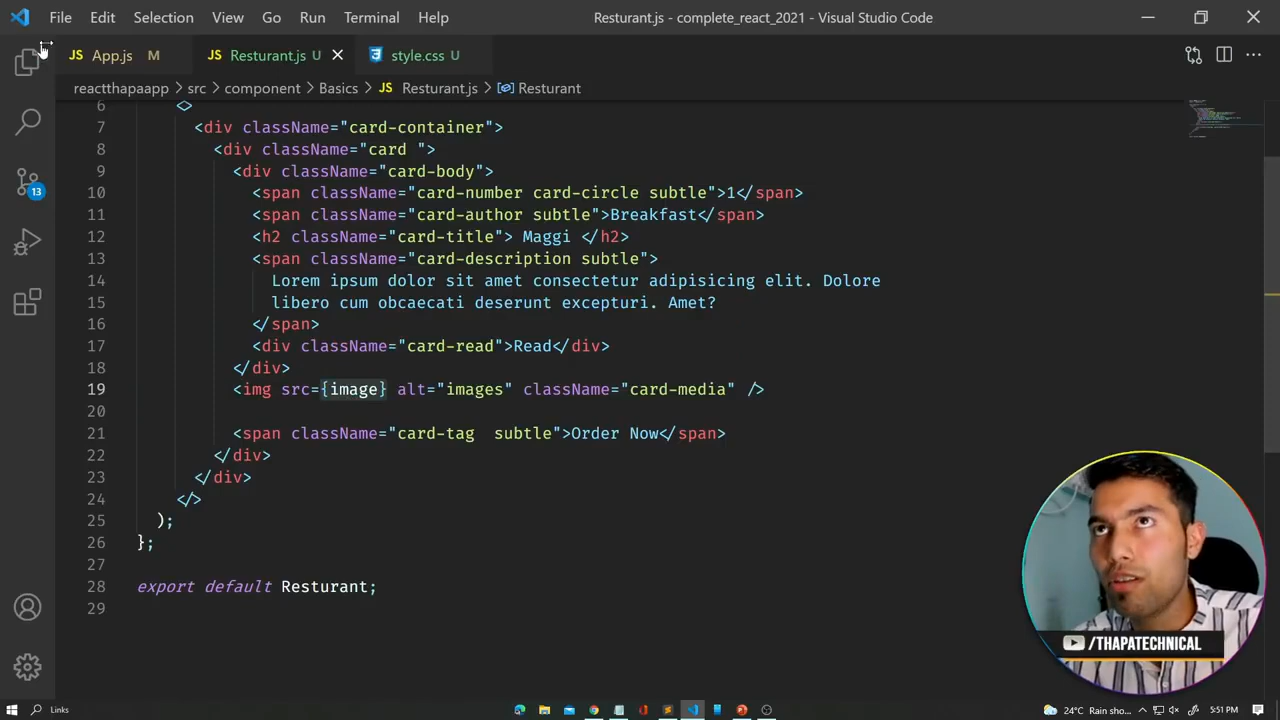 File Edit Selection View Go Run Terminal Help Resturant.js - complete_react_2021 - Visual Studio Code
JS App.js M JS Resturant.js U style.css U
reactthapaapp > src > component > Basics > JS Resturant.js > Resturant
6 <>
7 <div className="card-container">
8 <div className="card ">
9 <div className="card-body">
10 <span className="card-number card-circle subtle">1</span>
11 <span className="card-author subtle">Breakfast</span>
12 <h2 className="card-title"> Maggi </h2>
13 <span className="card-description subtle">
14 Lorem ipsum dolor sit amet consectetur adipisicing elit. Dolore
15 libero cum obcaecati deserunt excepturi. Amet?
16 </span>
17 <div className="card-read">Read</div>
18 </div>
19 <img src={image} alt="images" className="card-media" />
20
21 <span className="card-tag  subtle">Order Now</span>
22 </div>
23 </div>
24 </>
25 );
26 };
27
28 export default Resturant;
29
13
/THAPATECHNICAL
Links 24°C Rain sho... 5:51 PM